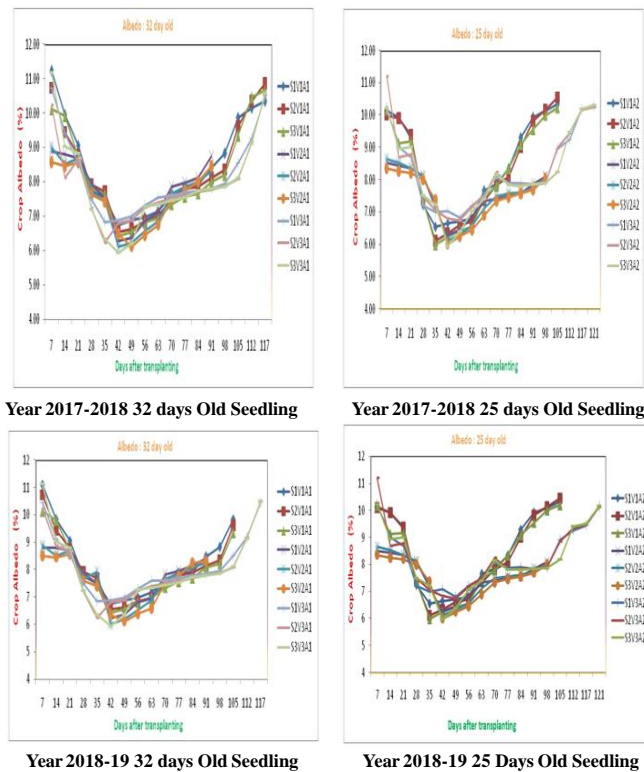 Albedo : 32 day old
12.00
11.00
10.00
9.00
8.00
7.00
6.00
5.00
4.00
Crop Albedo (%)
7 14 21 28 35 42 49 56 63 70 77 84 91 98 105 112 117
Days after transplanting
S1V1A1
S2V1A1
S3V1A1
S1V2A1
S2V2A1
S3V2A1
S1V3A1
S2V3A1
S3V3A1
Year 2017-2018 32 days Old Seedling
Albedo : 25 day old
12.00
11.00
10.00
9.00
8.00
7.00
6.00
5.00
4.00
Crop Albedo (%)
7 14 21 28 35 42 49 56 63 70 77 84 91 98 105 112 121
Days after transplanting
S1V1A2
S2V1A2
S3V1A2
S1V2A2
S2V2A2
S3V2A2
S1V3A2
S2V3A2
S3V3A2
Year 2017-2018 25 days Old Seedling
Albedo : 32 day old
12
11
10
9
8
7
6
5
4
Crop Albedo (%)
7 14 21 28 35 42 49 56 63 70 77 84 91 98 105 112 117
Days after transplanting
S1V1A1
S2V1A1
S3V1A1
S1V2A1
S2V2A1
S3V2A1
S1V3A1
S2V3A1
S3V3A1
Year 2018-19 32 days Old Seedling
Albedo : 25 day old
12
11
10
9
8
7
6
5
4
Crop Albedo (%)
7 14 21 28 35 42 49 56 63 70 77 84 91 98 105 112 121
Days after transplanting
S1V1A2
S2V1A2
S3V1A2
S1V2A2
S2V2A2
S3V2A2
S1V3A2
S2V3A2
S3V3A2
Year 2018-19 25 Days Old Seedling